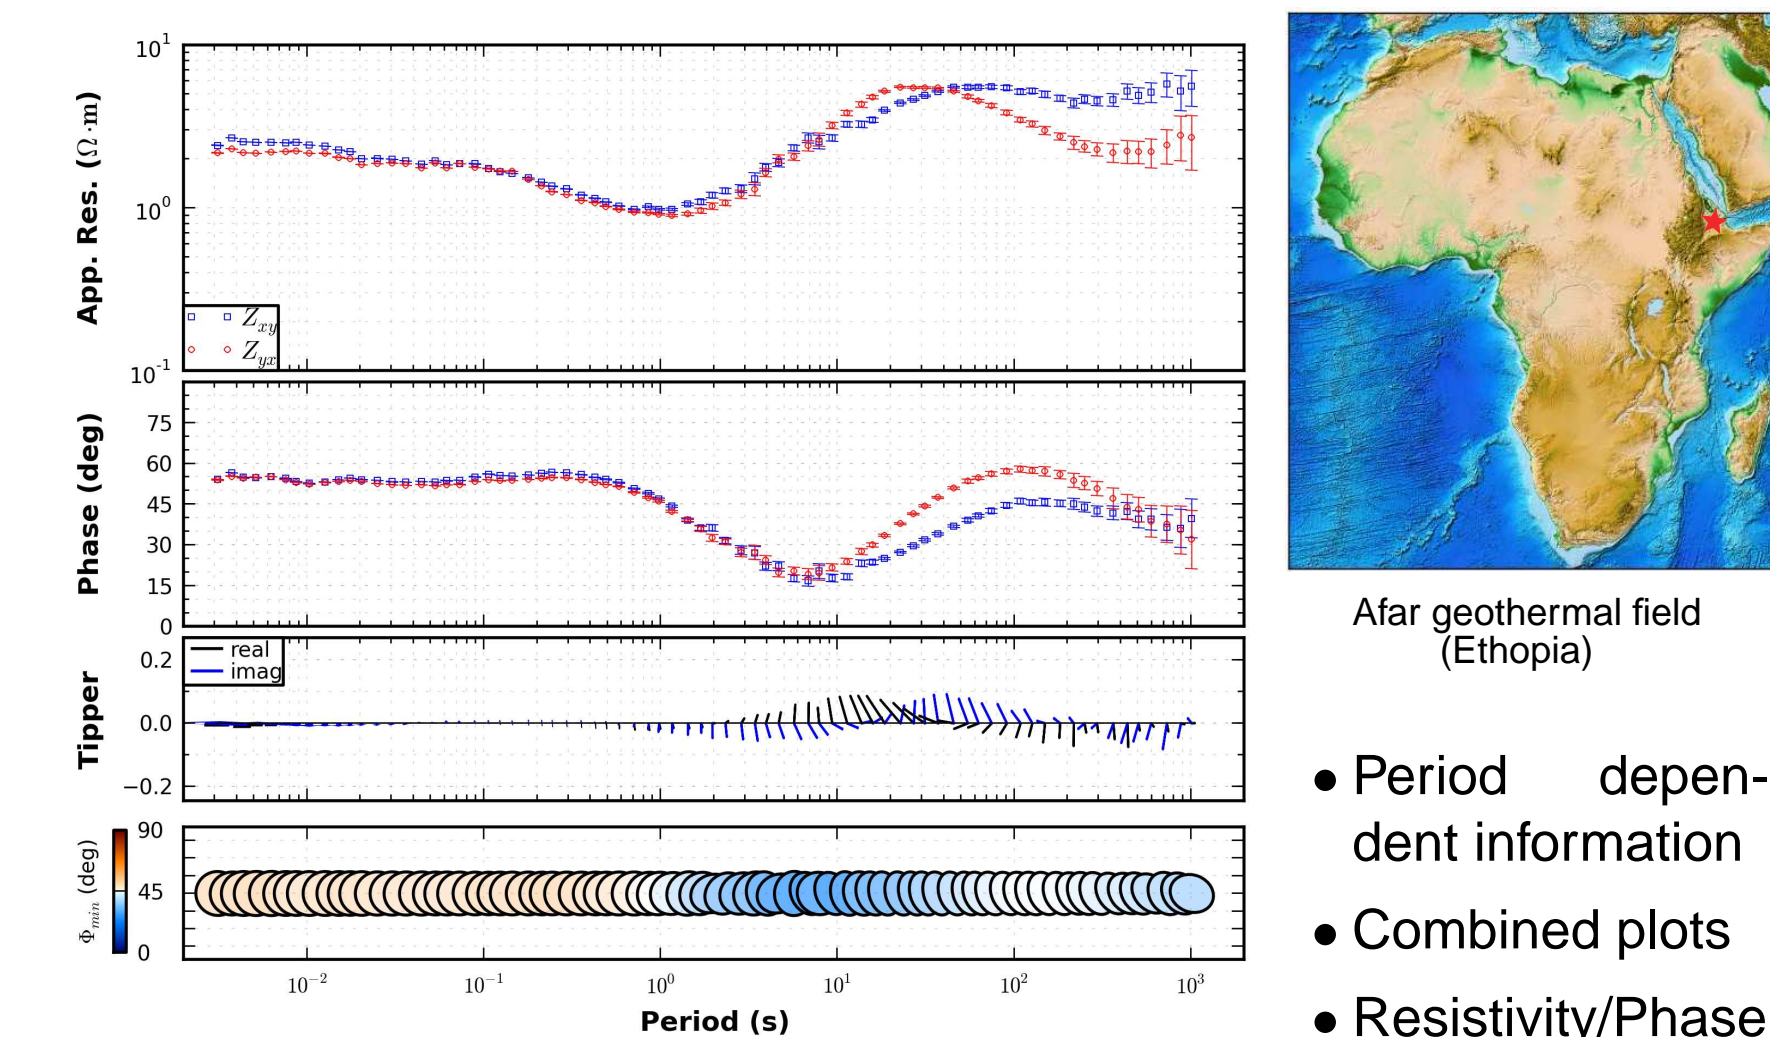 10^1
10^0
10^-1
App. Res. (Ω·m)
Z_xy
Z_yx
75
60
45
30
15
0
Phase (deg)
real
imag
0.2
0.0
−0.2
Tipper
90
45
0
Φ_min (deg)
10^−2 10^−1 10^0 10^1 10^2 10^3
Period (s)
Afar geothermal field
(Ethopia)
● Period depen-
dent information
● Combined plots
● Resistivity/Phase